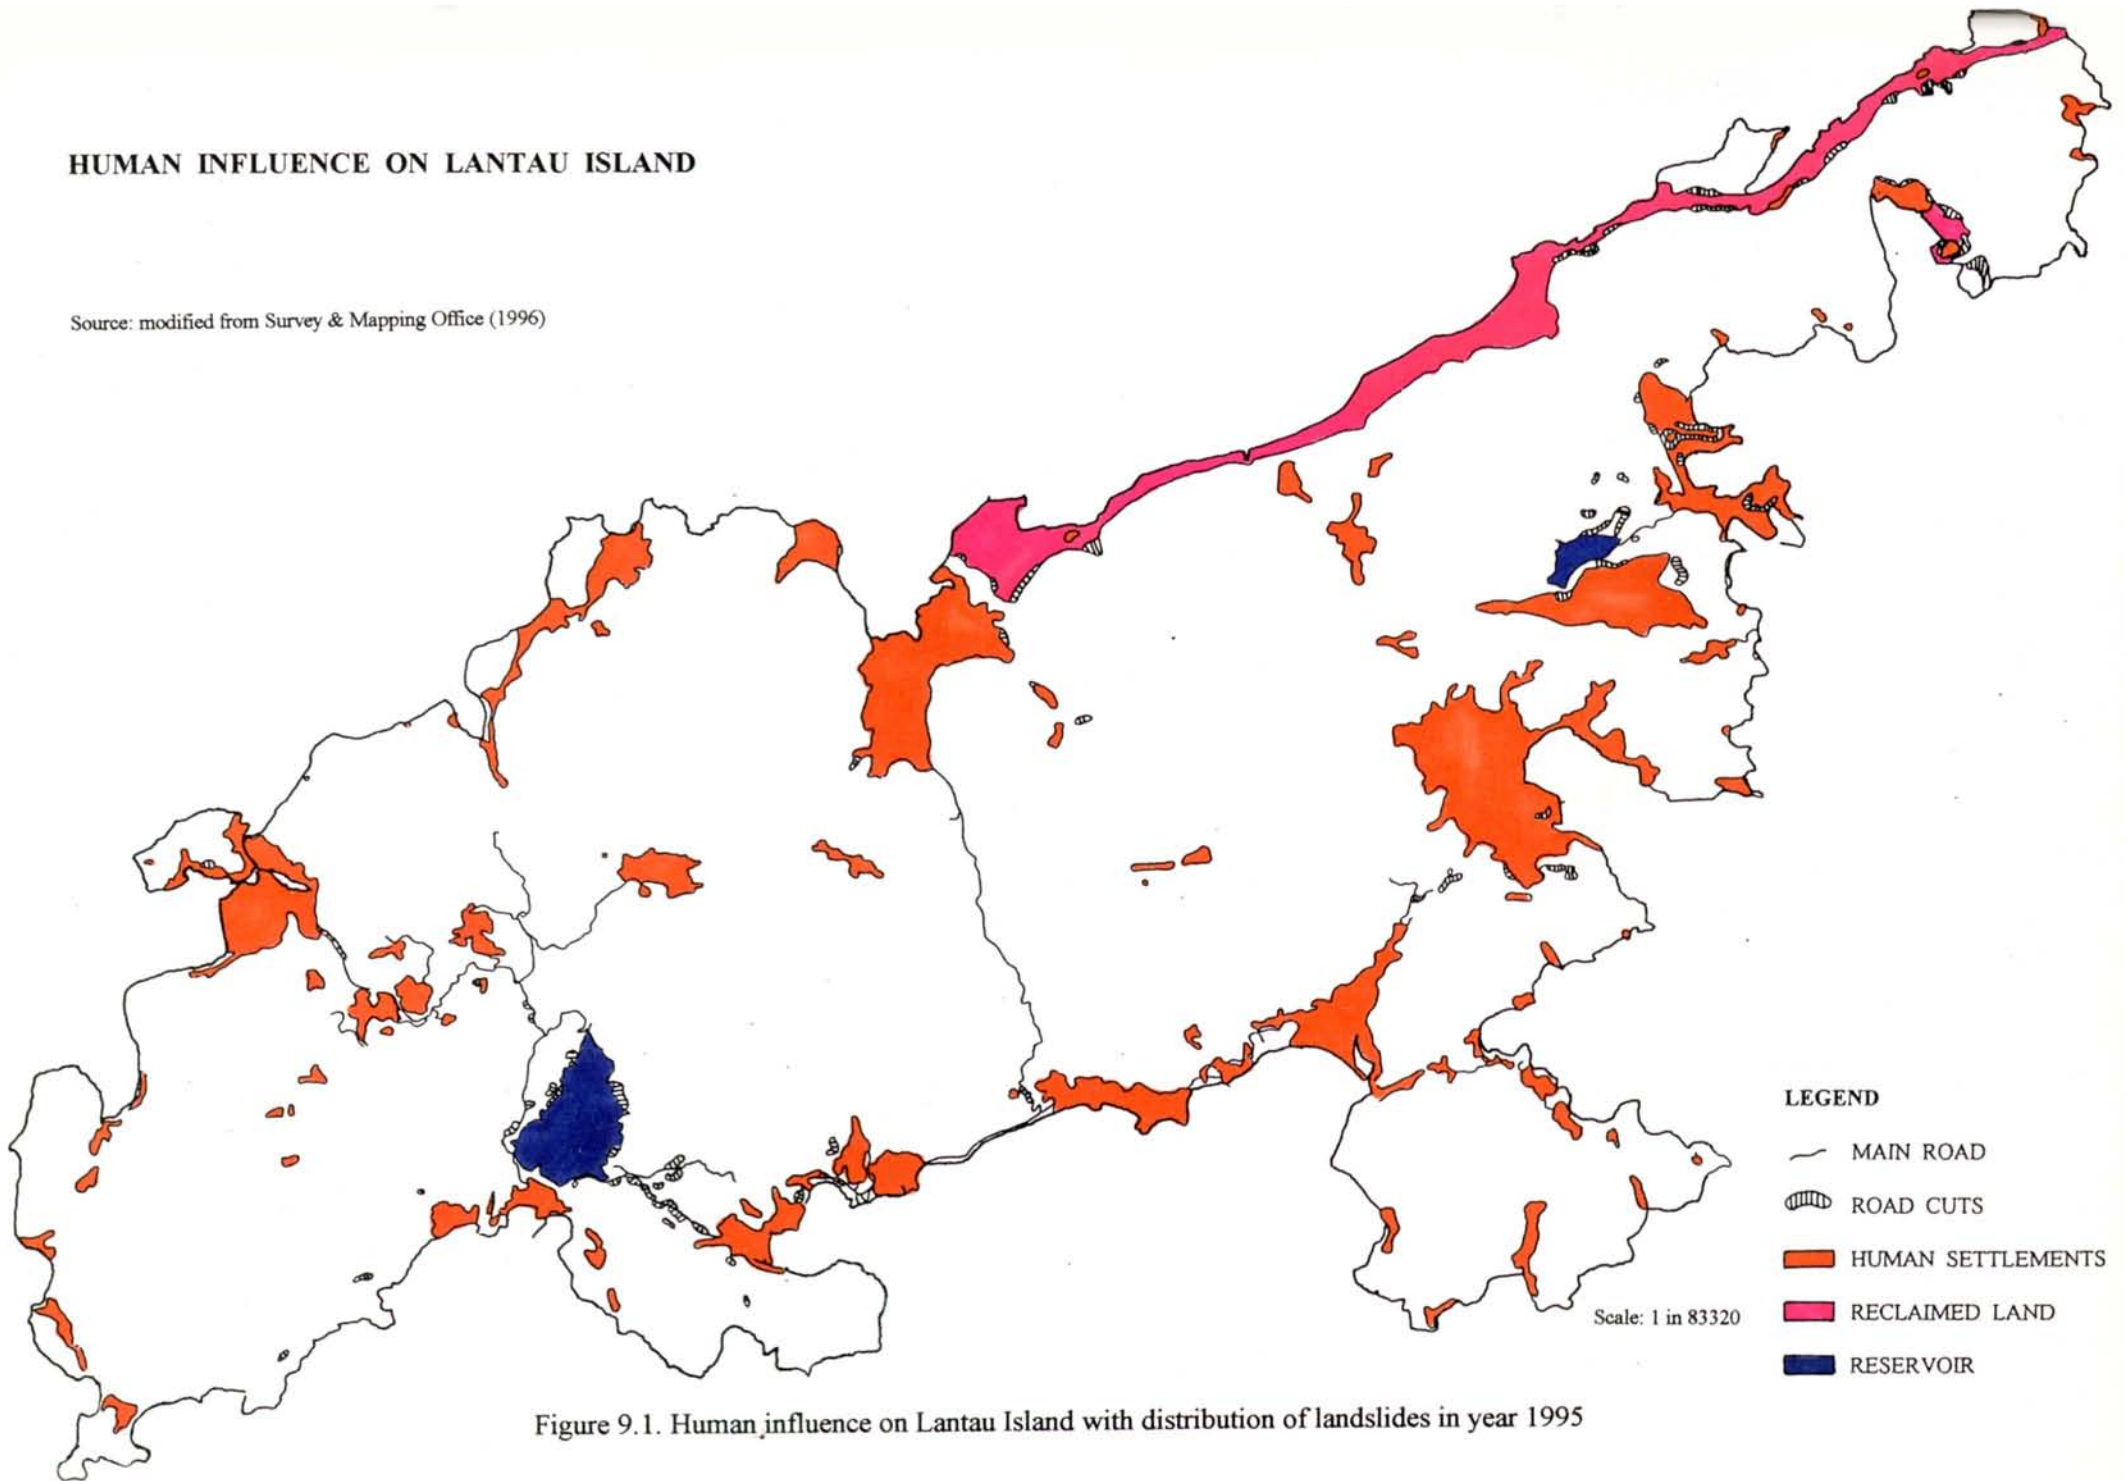 HUMAN INFLUENCE ON LANTAU ISLAND
Source: modified from Survey & Mapping Office (1996)
LEGEND
MAIN ROAD
ROAD CUTS
HUMAN SETTLEMENTS
RECLAIMED LAND
RESERVOIR
Scale: 1 in 83320
Figure 9.1. Human influence on Lantau Island with distribution of landslides in year 1995